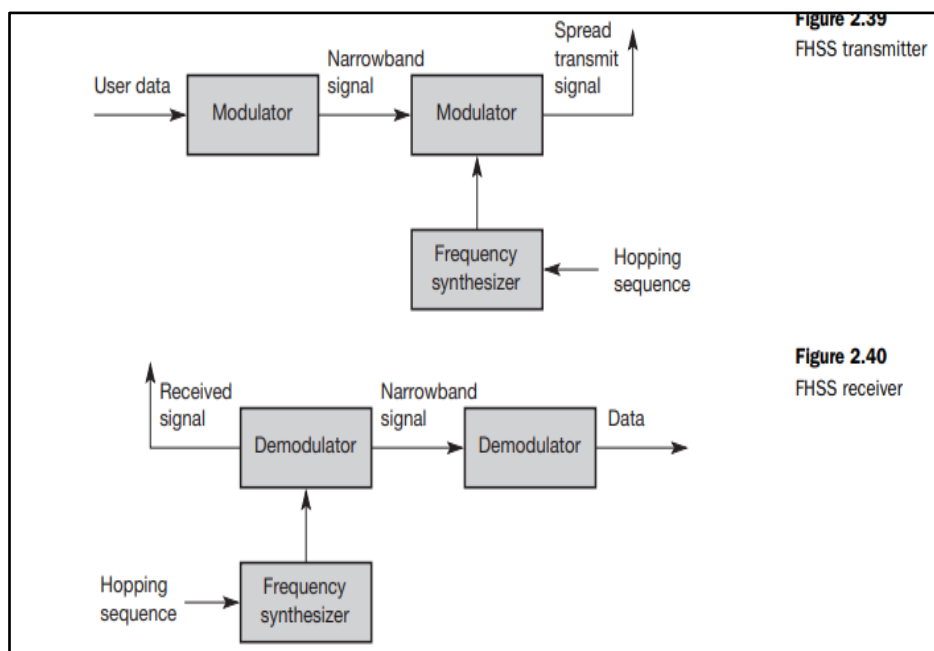 Figure 2.39
FHSS transmitter
Spread
transmit
signal
Narrowband
signal
User data
Modulator
Modulator
Frequency
synthesizer
Hopping
sequence
Figure 2.40
FHSS receiver
Received
signal
Narrowband
signal
Data
Demodulator
Demodulator
Hopping
sequence
Frequency
synthesizer